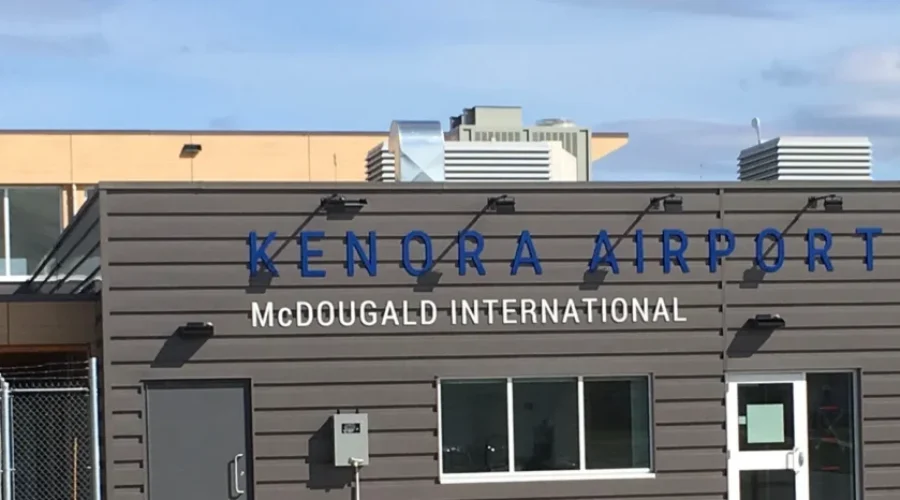 KENORA AIRPORT
McDOUGALD INTERNATIONAL